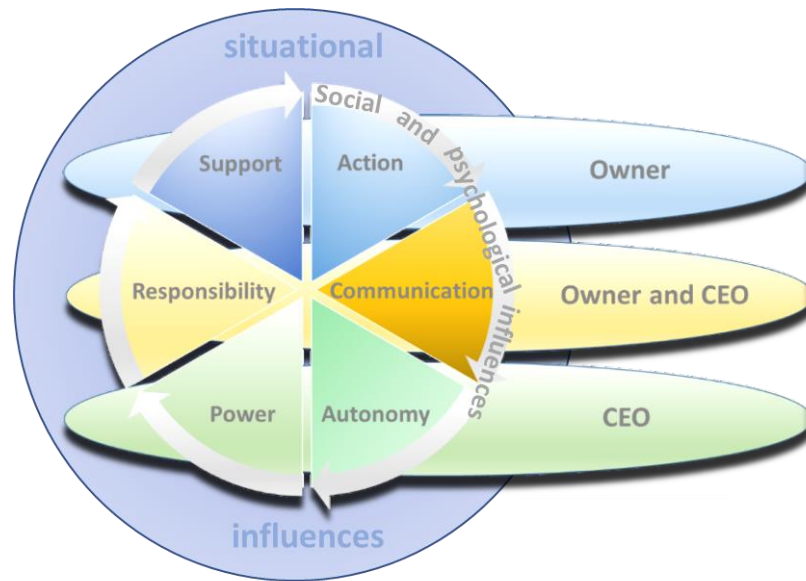 situational
Social and psychological influences
Support
Action
Owner
Responsibility
Communication
Owner and CEO
Power
Autonomy
CEO
influences